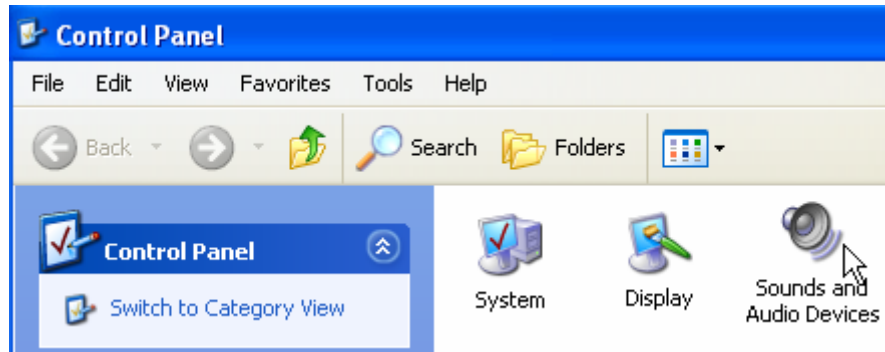 Control Panel
File Edit View Favorites Tools Help
Back Search Folders
Control Panel
Switch to Category View
System Display Sounds and
Audio Devices